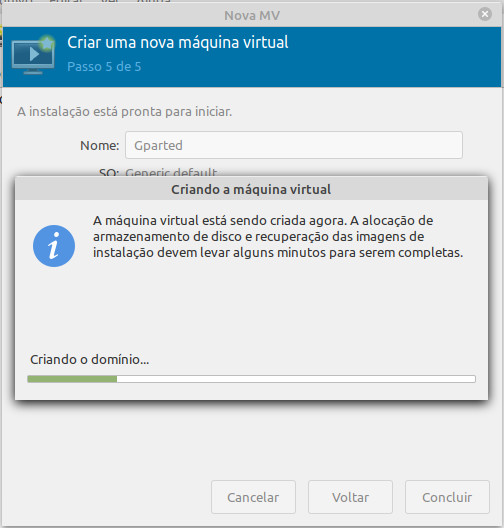 Nova MV
Criar uma nova máquina virtual
Passo 5 de 5
A instalação está pronta para iniciar.
Nome: Gparted
SO: Generic default
Criando a máquina virtual
A máquina virtual está sendo criada agora. A alocação de
armazenamento de disco e recuperação das imagens de
instalação devem levar alguns minutos para serem completas.
Criando o domínio...
Cancelar Voltar Concluir